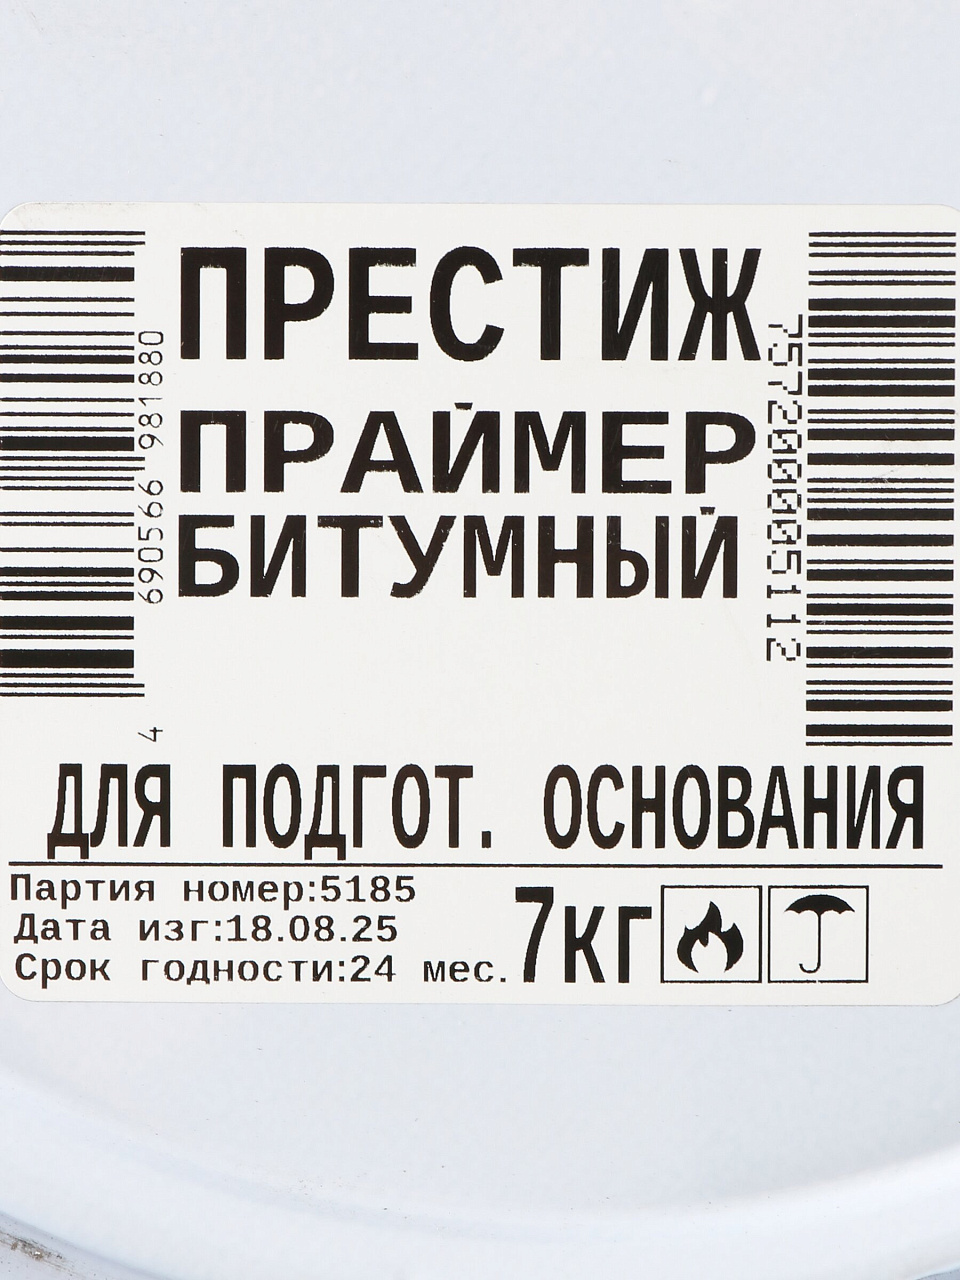 ПРЕСТИЖ
ПРАЙМЕР
БИТУМНЫЙ
4 690566 981880
7572000005112
ДЛЯ ПОДГОТ. ОСНОВАНИЯ
Партия номер:5185
Дата изг:18.08.25
Срок годности:24 мес.
7кг